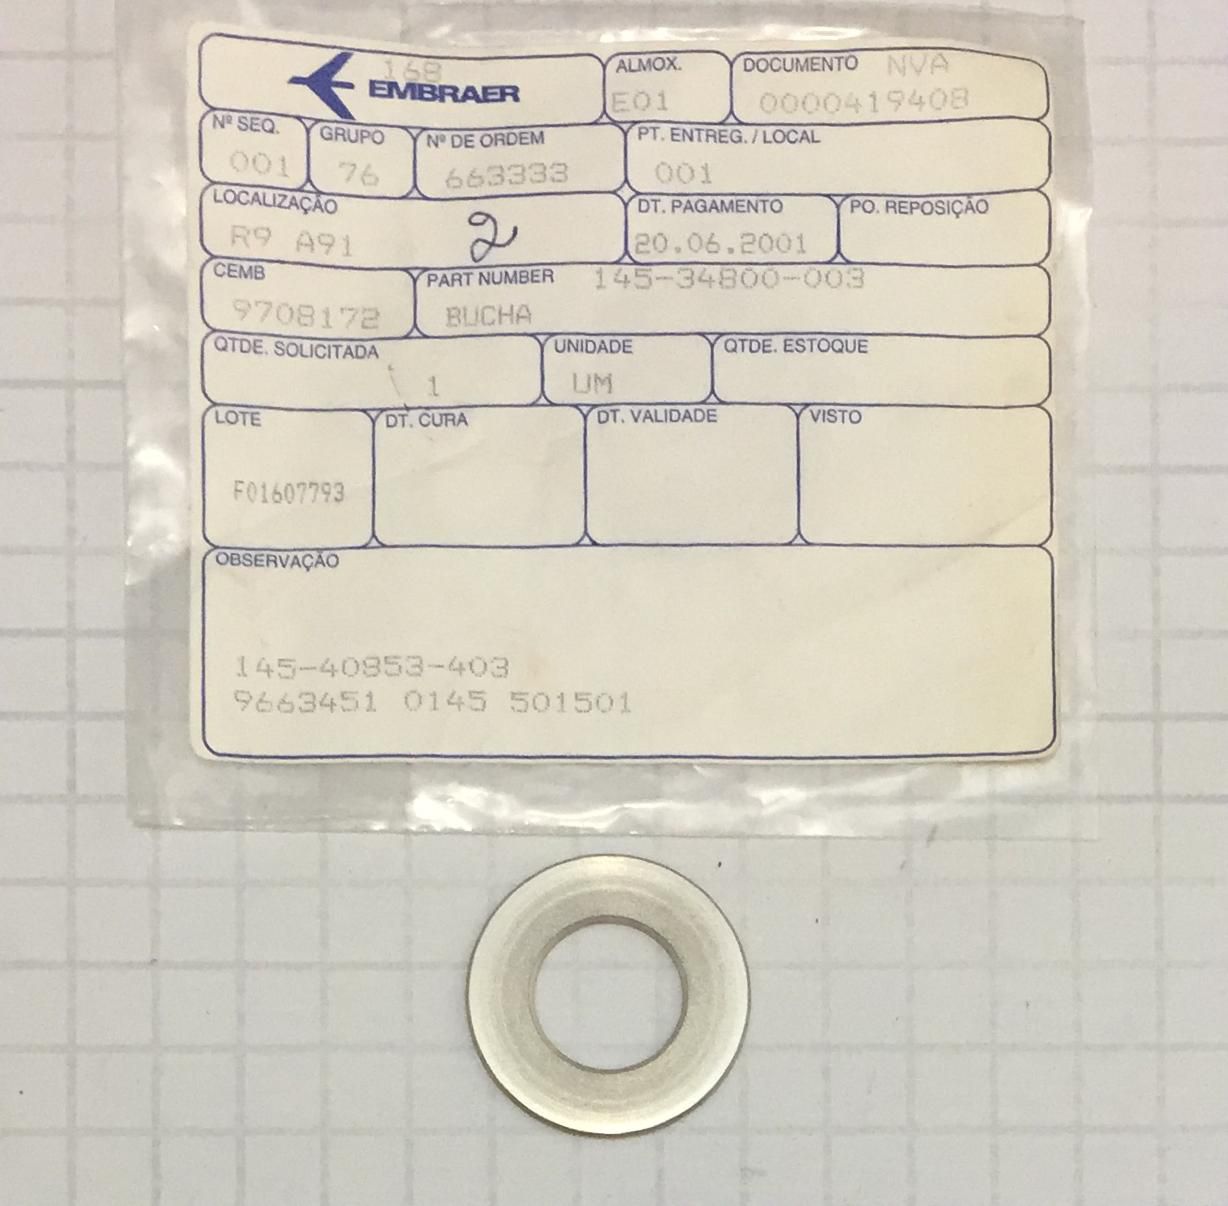 168
EMBRAER
ALMOX.
E01
DOCUMENTO NVA
0000419408
Nº SEQ.
001
GRUPO
76
Nº DE ORDEM
663333
PT. ENTREG. / LOCAL
001
LOCALIZAÇÃO
R9 A91
2
DT. PAGAMENTO
20.06.2001
PO. REPOSIÇÃO
CEMB
9708172
PART NUMBER 145-34800-003
BUCHA
QTDE. SOLICITADA
1
UNIDADE
UM
QTDE. ESTOQUE
LOTE
F01607793
DT. CURA
DT. VALIDADE
VISTO
OBSERVAÇÃO
145-40853-403
9663451 0145 501501